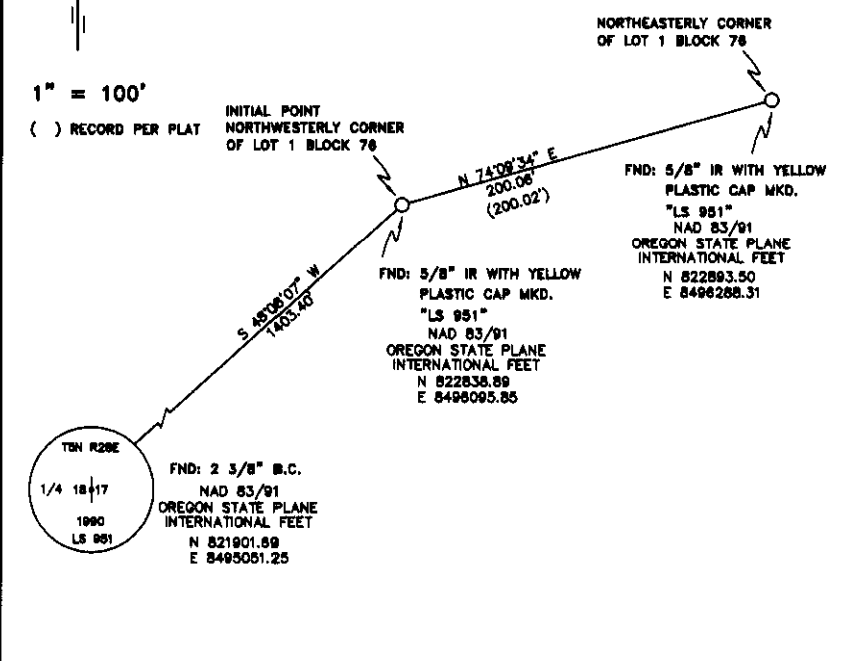 1" = 100'
( ) RECORD PER PLAT
INITIAL POINT
NORTHWESTERLY CORNER
OF LOT 1 BLOCK 76
NORTHEASTERLY CORNER
OF LOT 1 BLOCK 76
N 74°09'34" E
200.06'
(200.02')
FND: 5/8" IR WITH YELLOW
PLASTIC CAP MKD.
"LS 951"
NAD 83/91
OREGON STATE PLANE
INTERNATIONAL FEET
N 822893.50
E 8496288.31
FND: 5/8" IR WITH YELLOW
PLASTIC CAP MKD.
"LS 951"
NAD 83/91
OREGON STATE PLANE
INTERNATIONAL FEET
N 822838.89
E 8496095.85
S 48°06'07" W
1403.40'
T5N R28E
1/4 18 17
1990
LS 951
FND: 2 3/8" B.C.
NAD 83/91
OREGON STATE PLANE
INTERNATIONAL FEET
N 821901.69
E 8495051.25